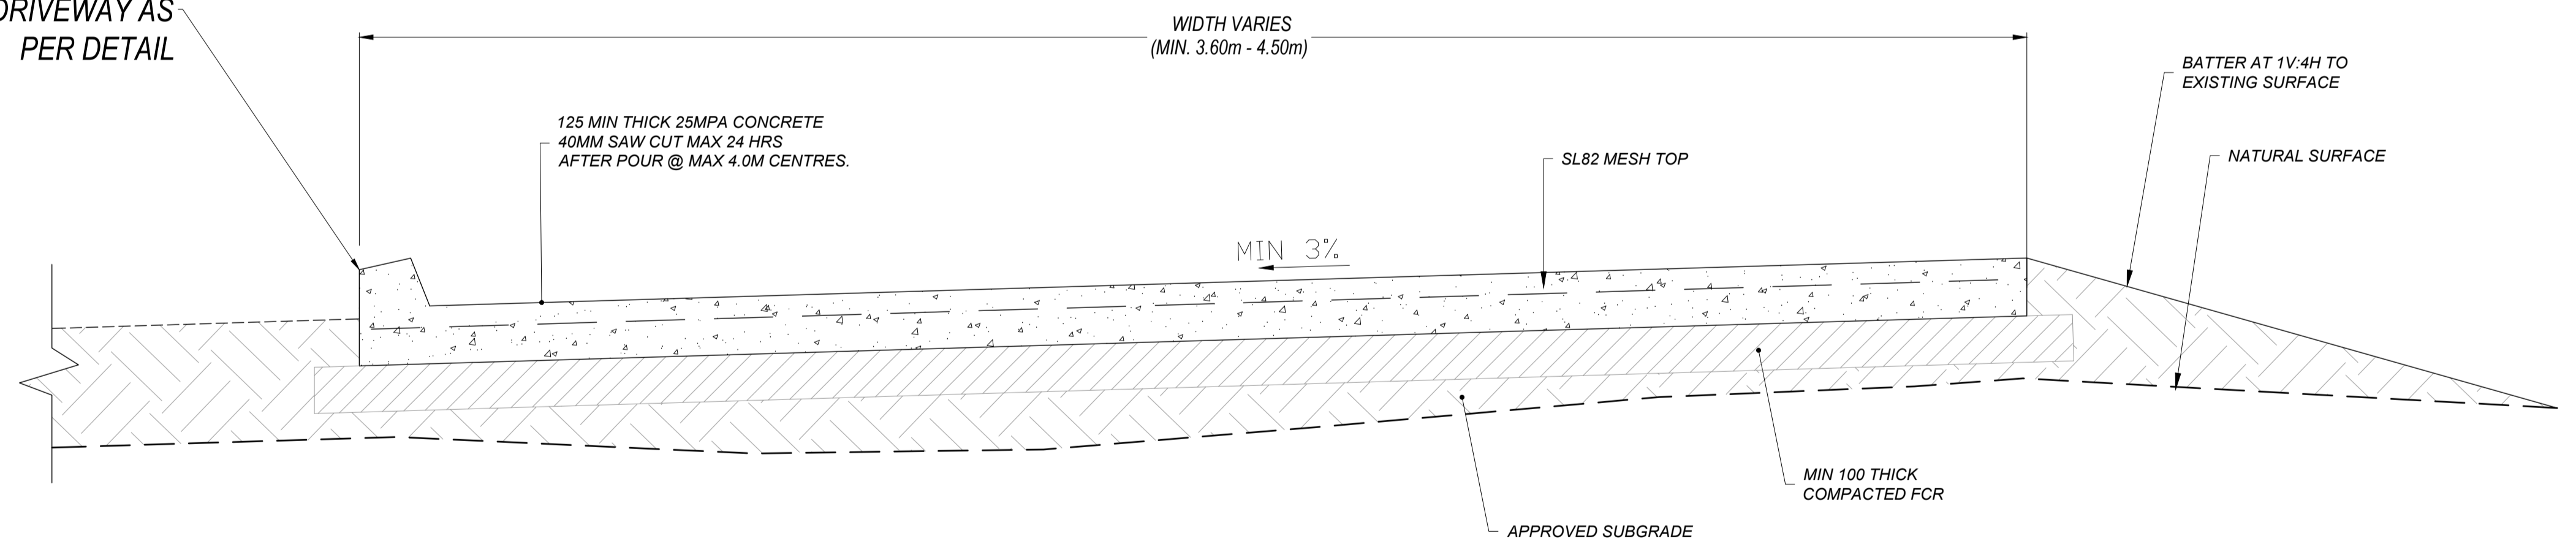 DRIVEWAY AS
PER DETAIL
WIDTH VARIES
(MIN. 3.60m - 4.50m)
BATTER AT 1V:4H TO
EXISTING SURFACE
125 MIN THICK 25MPA CONCRETE
40MM SAW CUT MAX 24 HRS
AFTER POUR @ MAX 4.0M CENTRES.
SL82 MESH TOP
NATURAL SURFACE
MIN 3%
MIN 100 THICK
COMPACTED FCR
APPROVED SUBGRADE